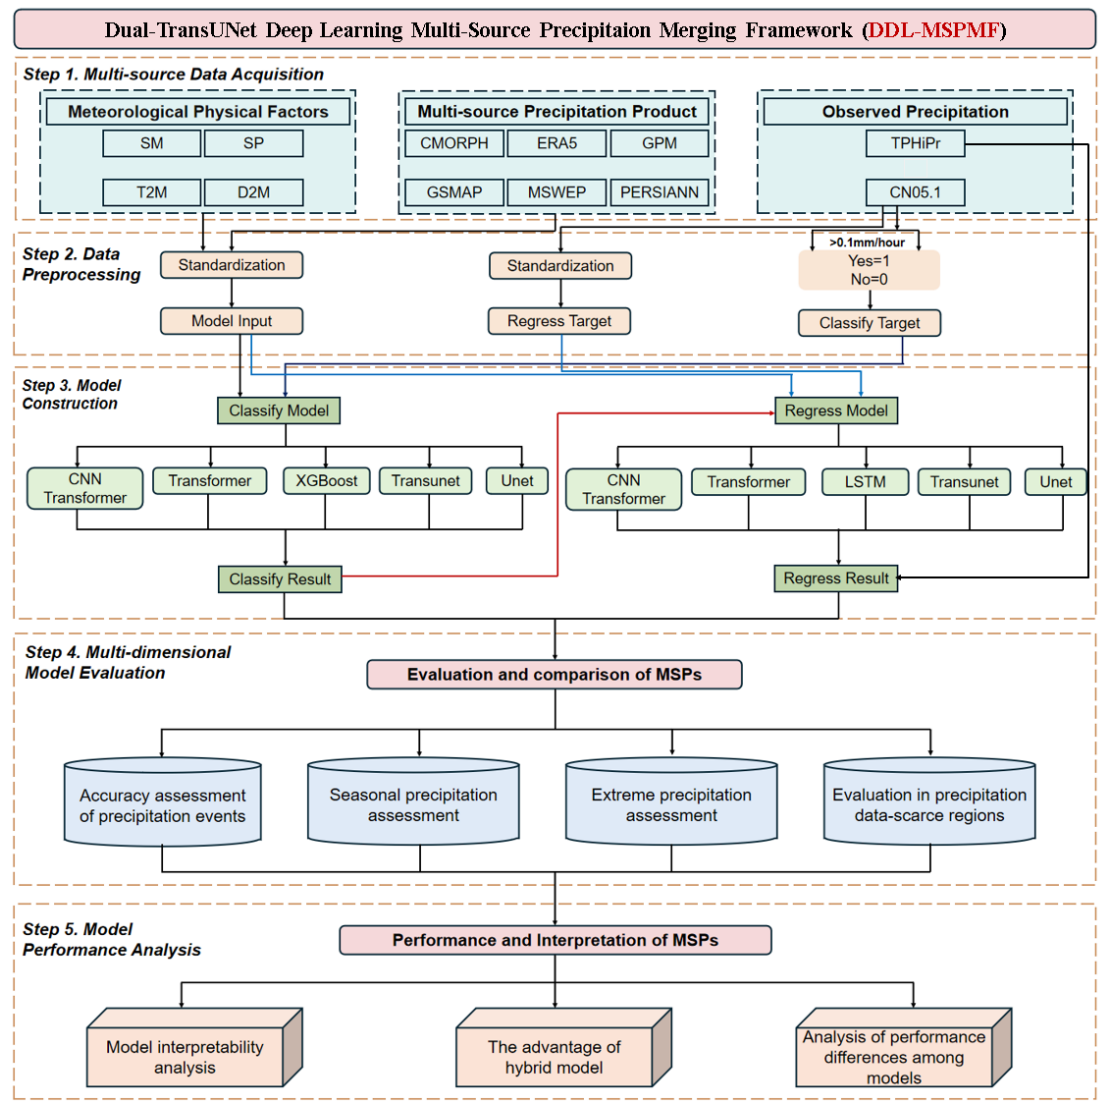 Dual-TransUNet Deep Learning Multi-Source Precipitaion Merging Framework (DDL-MSPMF)
Step 1. Multi-source Data Acquisition
Meteorological Physical Factors
SM
SP
T2M
D2M
Multi-source Precipitation Product
CMORPH
ERA5
GPM
GSMAP
MSWEP
PERSIANN
Observed Precipitation
TPHiPr
CN05.1
Step 2. Data
Preprocessing
Standardization
Model Input
Standardization
Regress Target
>0.1mm/hour
Yes=1
No=0
Classify Target
Step 3. Model
Construction
Classify Model
CNN
Transformer
Transformer
XGBoost
Transunet
Unet
Classify Result
Regress Model
CNN
Transformer
Transformer
LSTM
Transunet
Unet
Regress Result
Step 4. Multi-dimensional
Model Evaluation
Evaluation and comparison of MSPs
Accuracy assessment
of precipitation events
Seasonal precipitation
assessment
Extreme precipitation
assessment
Evaluation in precipitation
data-scarce regions
Step 5. Model
Performance Analysis
Performance and Interpretation of MSPs
Model interpretability
analysis
The advantage of
hybrid model
Analysis of performance
differences among
models